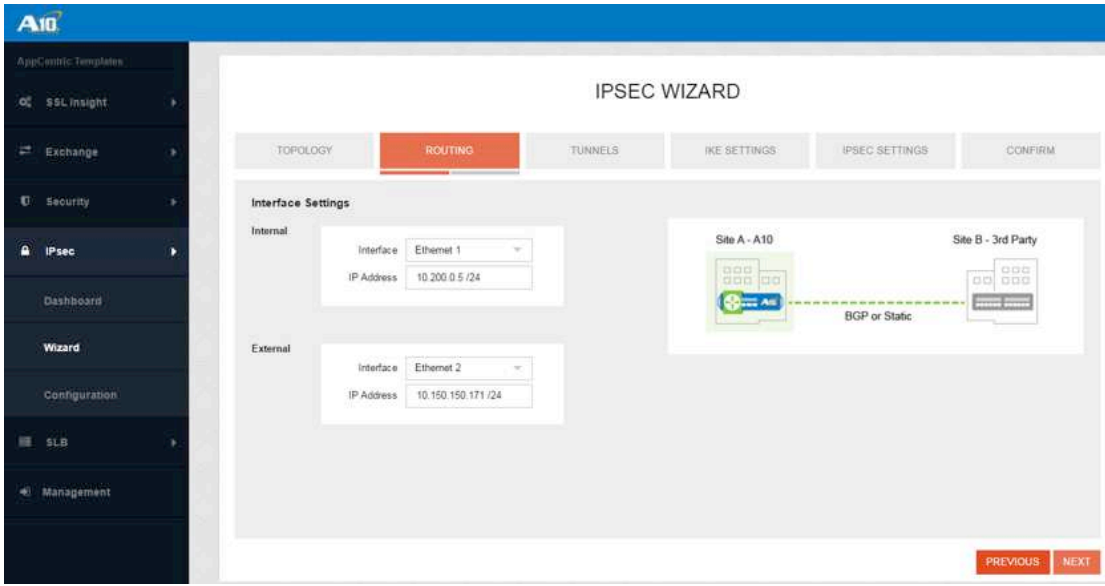 A10
AppCentric Templates
SSL Insight
Exchange
Security
IPsec
Dashboard
Wizard
Configuration
SLB
Management
IPSEC WIZARD
TOPOLOGY ROUTING TUNNELS IKE SETTINGS IPSEC SETTINGS CONFIRM
Interface Settings
Internal
Interface Ethernet 1
IP Address 10.200.0.5 /24
External
Interface Ethernet 2
IP Address 10.150.150.171 /24
Site A - A10 Site B - 3rd Party
A10
BGP or Static
PREVIOUS NEXT